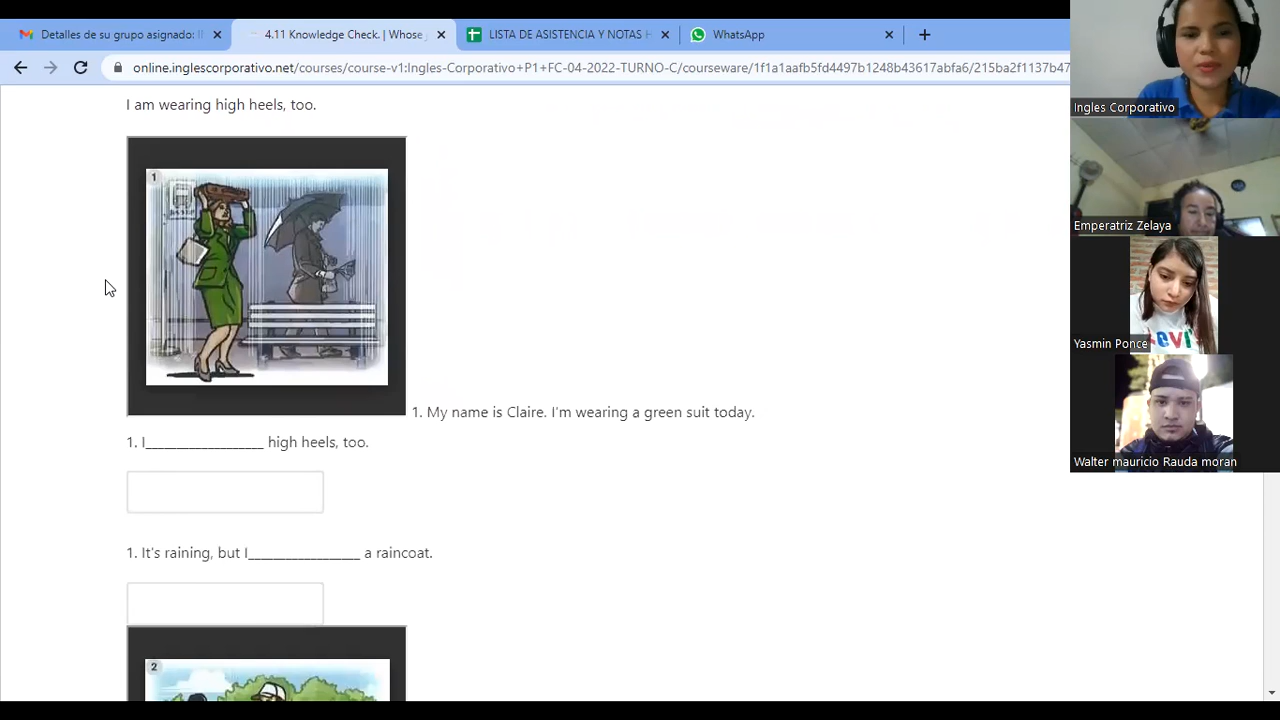 Detalles de su grupo asignado: I
4.11 Knowledge Check. | Whose
LISTA DE ASISTENCIA Y NOTAS H
WhatsApp
online.inglescorporativo.net/courses/course-v1:Ingles-Corporativo+P1+FC-04-2022-TURNO-C/courseware/1f1a1aafb5fd4497b1248b43617abfa6/215ba2f1137b47
I am wearing high heels, too.
1
1. My name is Claire. I'm wearing a green suit today.
1. I__________________ high heels, too.
1. It's raining, but I_________________ a raincoat.
2
Ingles Corporativo
Emperatriz Zelaya
Yasmin Ponce
Walter mauricio Rauda moran